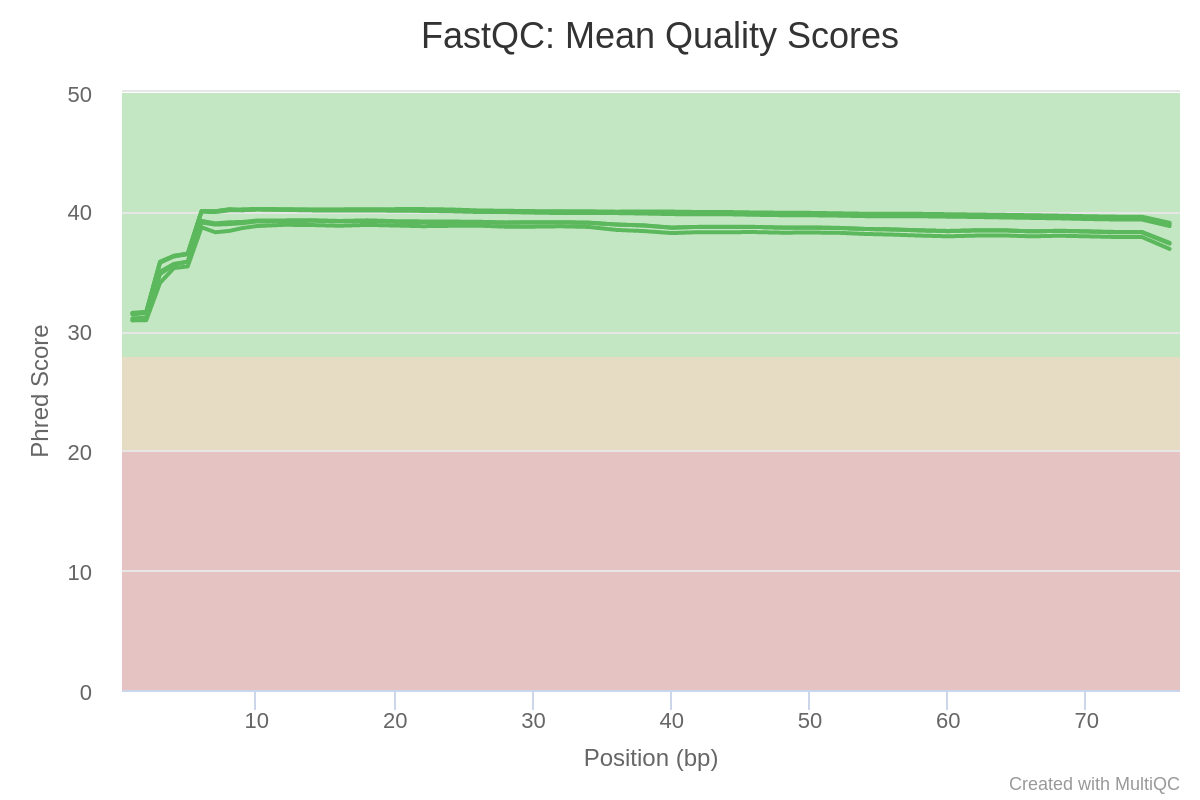 FastQC: Mean Quality Scores
50
40
30
20
10
0
Phred Score
10 20 30 40 50 60 70
Position (bp)
Created with MultiQC